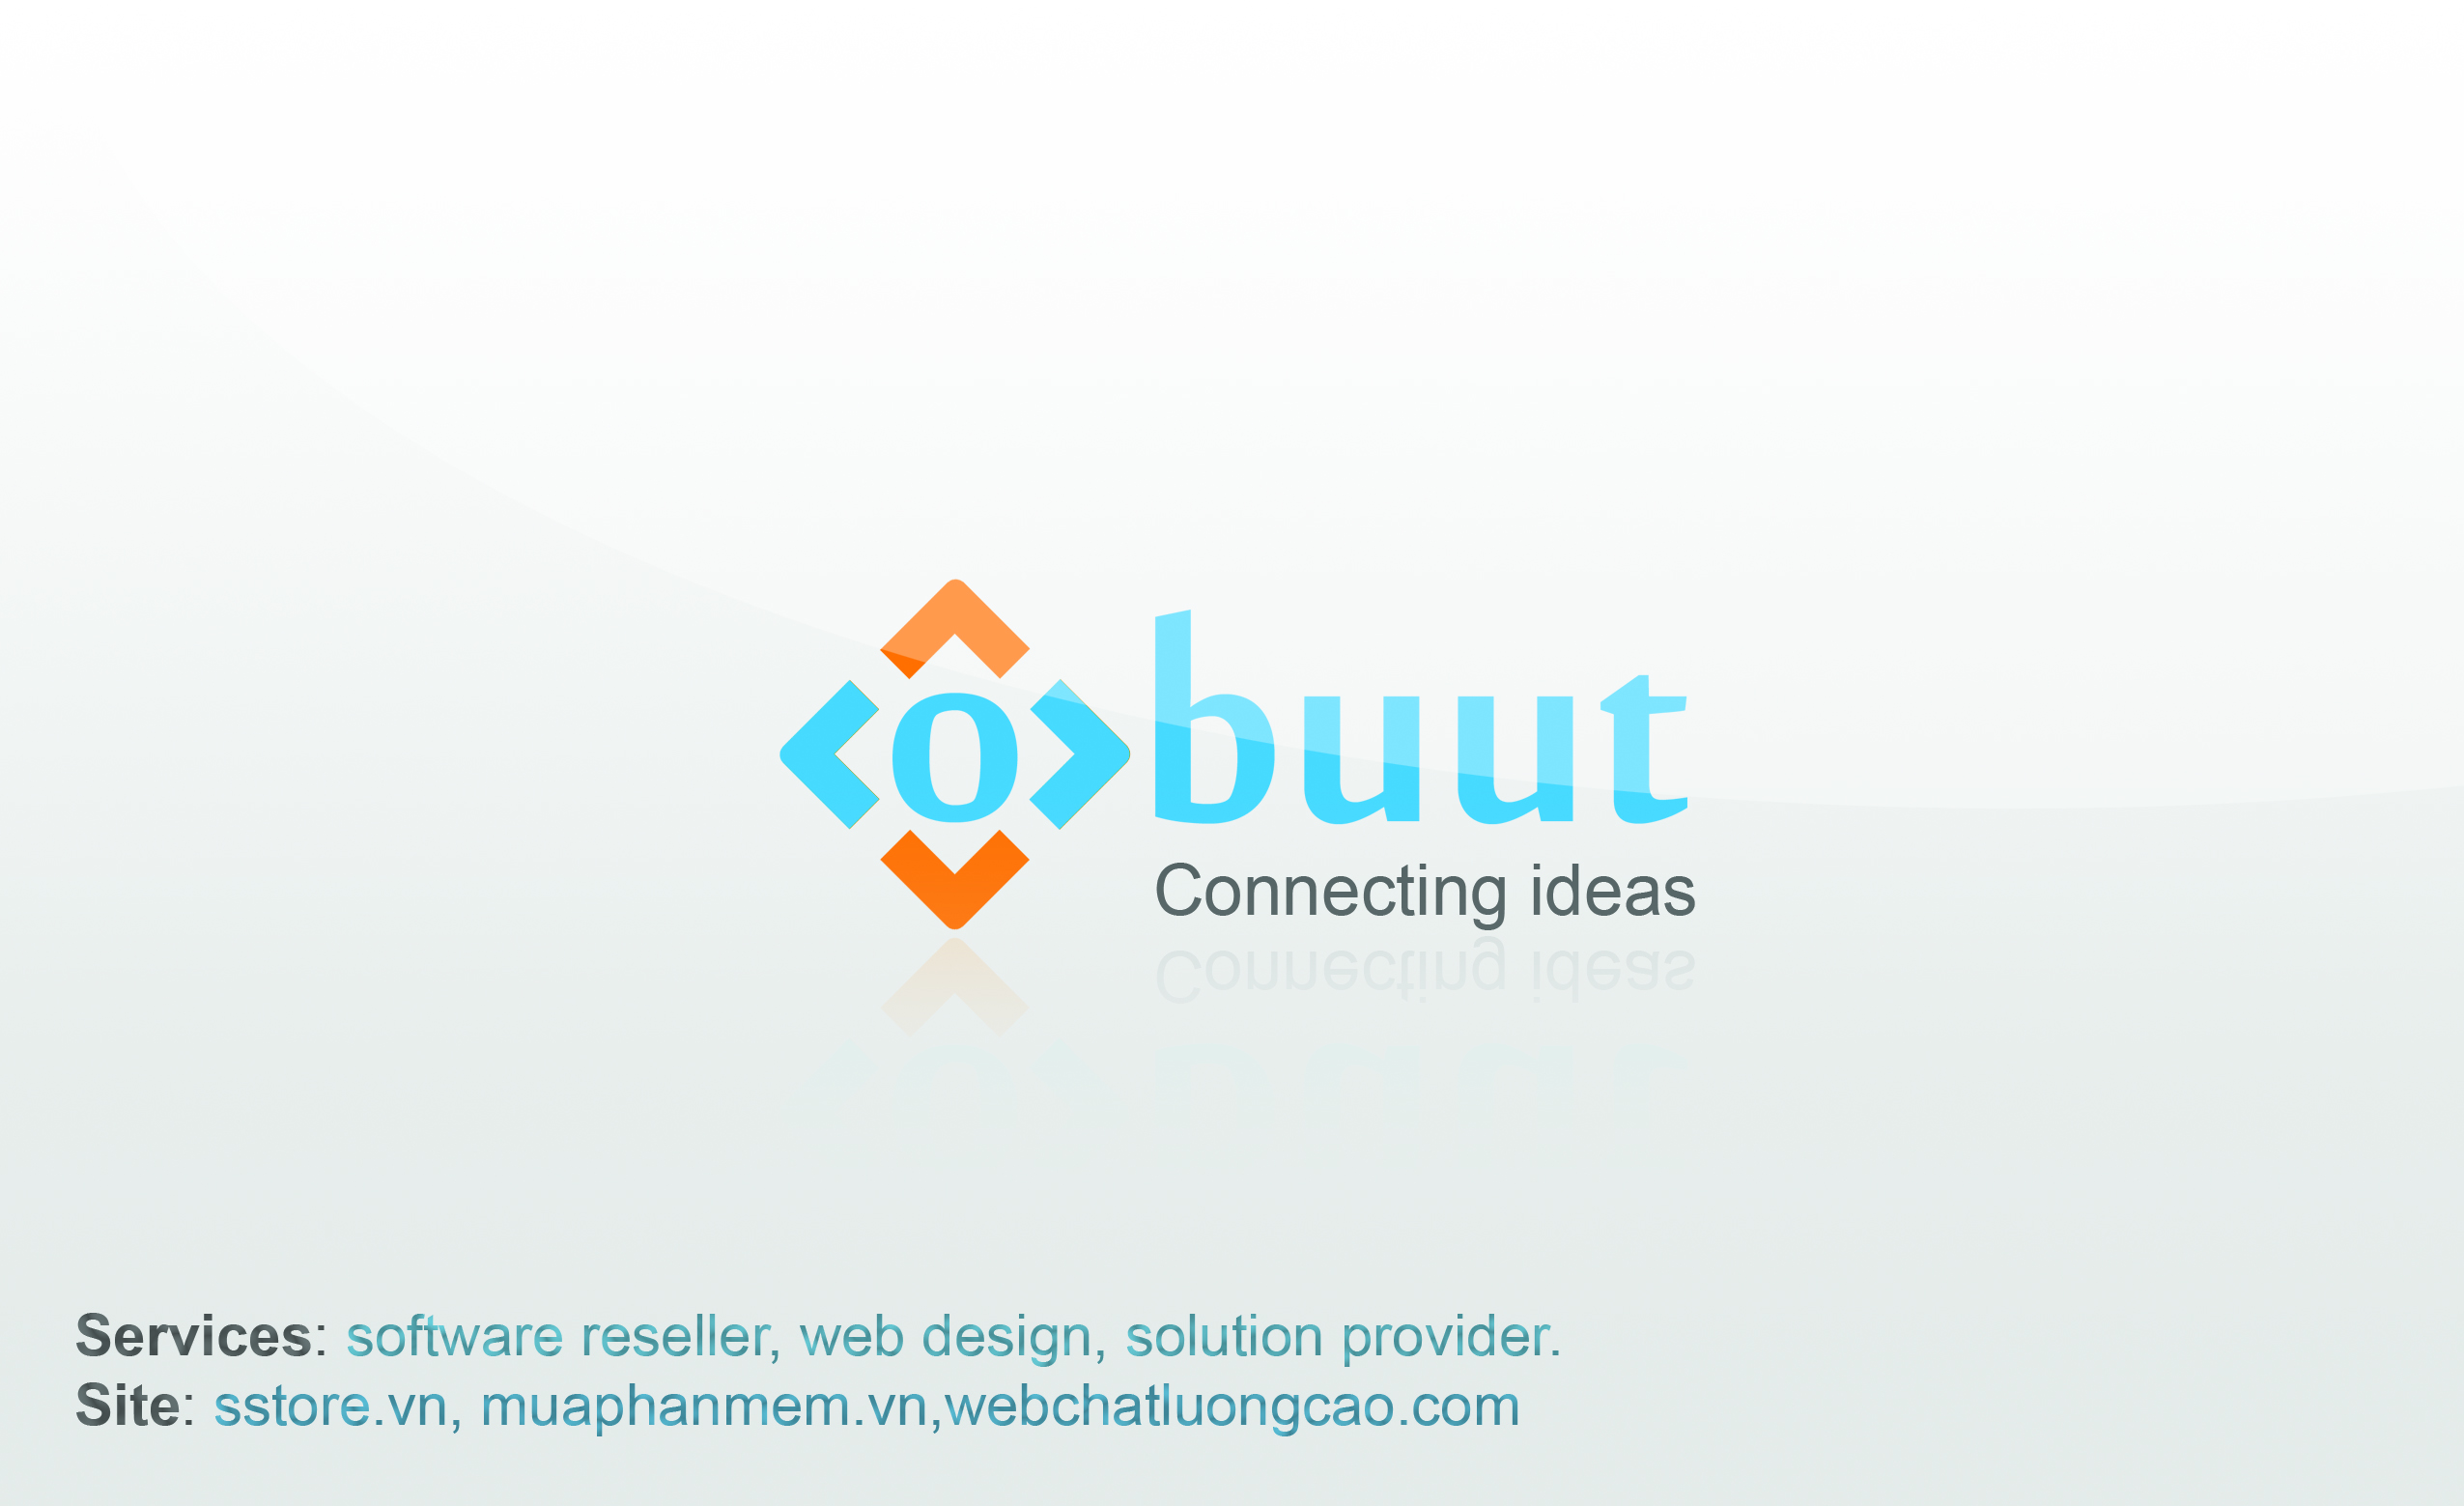 obuut
Connecting ideas
Services: software reseller, web design, solution provider.
Site: sstore.vn, muaphanmem.vn,webchatluongcao.com